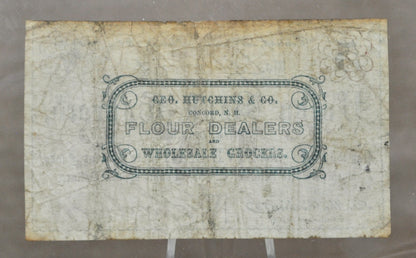 GEO. HUTCHINS & CO.
CONCORD, N.H.
FLOUR DEALERS
AND
WHOLESALE GROCERS.